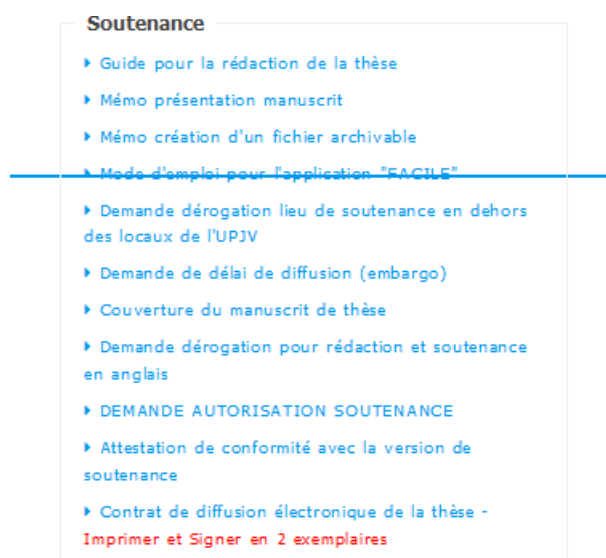 Soutenance
Guide pour la rédaction de la thèse
Mémo présentation manuscrit
Mémo création d'un fichier archivable
Mode d'emploi pour l'application "FACILE"
Demande dérogation lieu de soutenance en dehors
des locaux de l'UPJV
Demande de délai de diffusion (embargo)
Couverture du manuscrit de thèse
Demande dérogation pour rédaction et soutenance
en anglais
DEMANDE AUTORISATION SOUTENANCE
Attestation de conformité avec la version de
soutenance
Contrat de diffusion électronique de la thèse -
Imprimer et Signer en 2 exemplaires